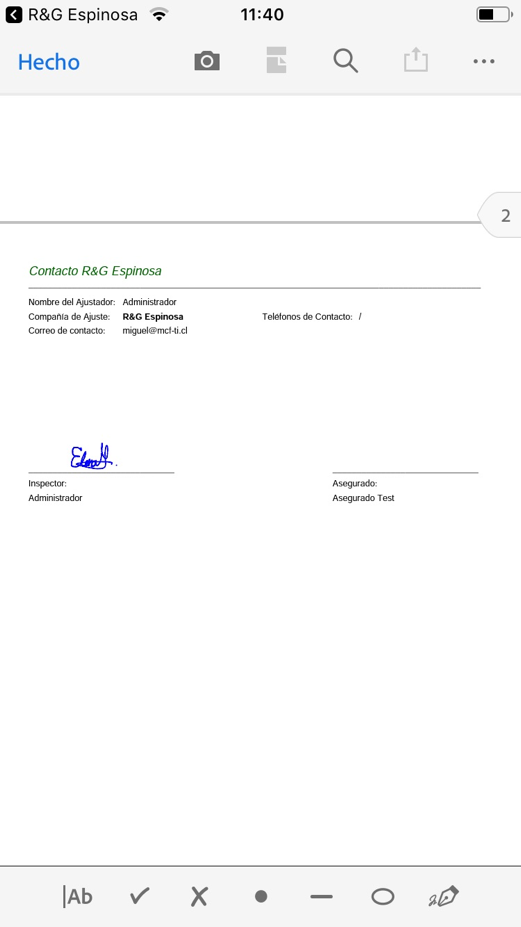 R&G Espinosa
11:40
Hecho
2
Contacto R&G Espinosa
Nombre del Ajustador: Administrador
Compañía de Ajuste: R&G Espinosa Teléfonos de Contacto: /
Correo de contacto: miguel@mcf-ti.cl
Inspector: Asegurado:
Administrador Asegurado Test
Ab